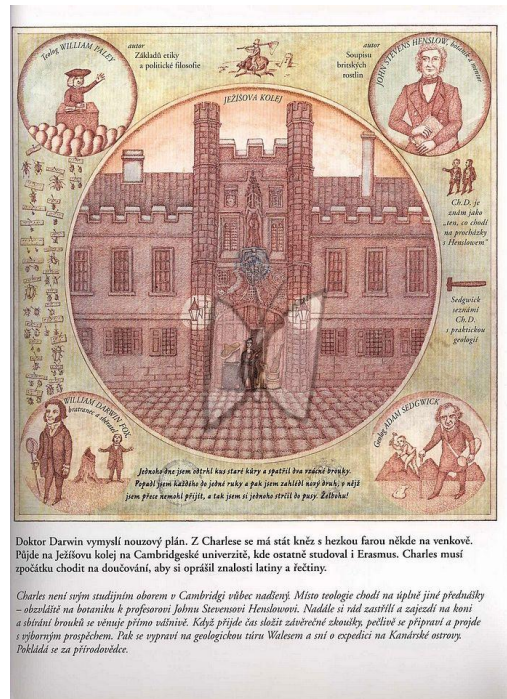 Teolog WILLIAM PALEY
autor
Základů etiky
a politické filosofie
autor
Soupisu
britských
rostlin
JOHN STEVENS HENSLOW, botanik a
JEŽÍŠOVA KOLEJ
Ch.D. je
znám jako
„ten, co chodí
na procházky
s Henslowem“
Sedgwick
seznámí
Ch.D.
s praktickou
geologií
WILLIAM DARWIN FOX,
bratranec a
Geolog ADAM SEDGWICK
Jednoho dne jsem odtrhl kus staré kůry a spatřil dva vzácné brouky.
Popadl jsem každého do jedné ruky a pak jsem zahlédl nový druh, o nějž
jsem přece nemohl přijít, a tak jsem si jednoho strčil do pusy. Želbohu!
Doktor Darwin vymyslí nouzový plán. Z Charlese se má stát kněz s hezkou farou někde na venkově.
Půjde na Ježíšovu kolej na Cambridgeské univerzitě, kde ostatně studoval i Erasmus. Charles musí
zpočátku chodit na doučování, aby si oprášil znalosti latiny a řečtiny.
Charles není svým studijním oborem v Cambridgi vůbec nadšený. Místo teologie chodí na úplně jiné přednášky
– obzvláště na botaniku k profesorovi Johnu Stevensovi Henslowovi. Nadále si rád zastřílí a zajezdí na koni
a sbírání brouků se věnuje přímo vášnivě. Když přijde čas složit závěrečné zkoušky, pečlivě se připraví a projde
s výborným prospěchem. Pak se vypraví na geologickou túru Walesem a sní o expedici na Kanárské ostrovy.
Pokládá se za přírodovědce.